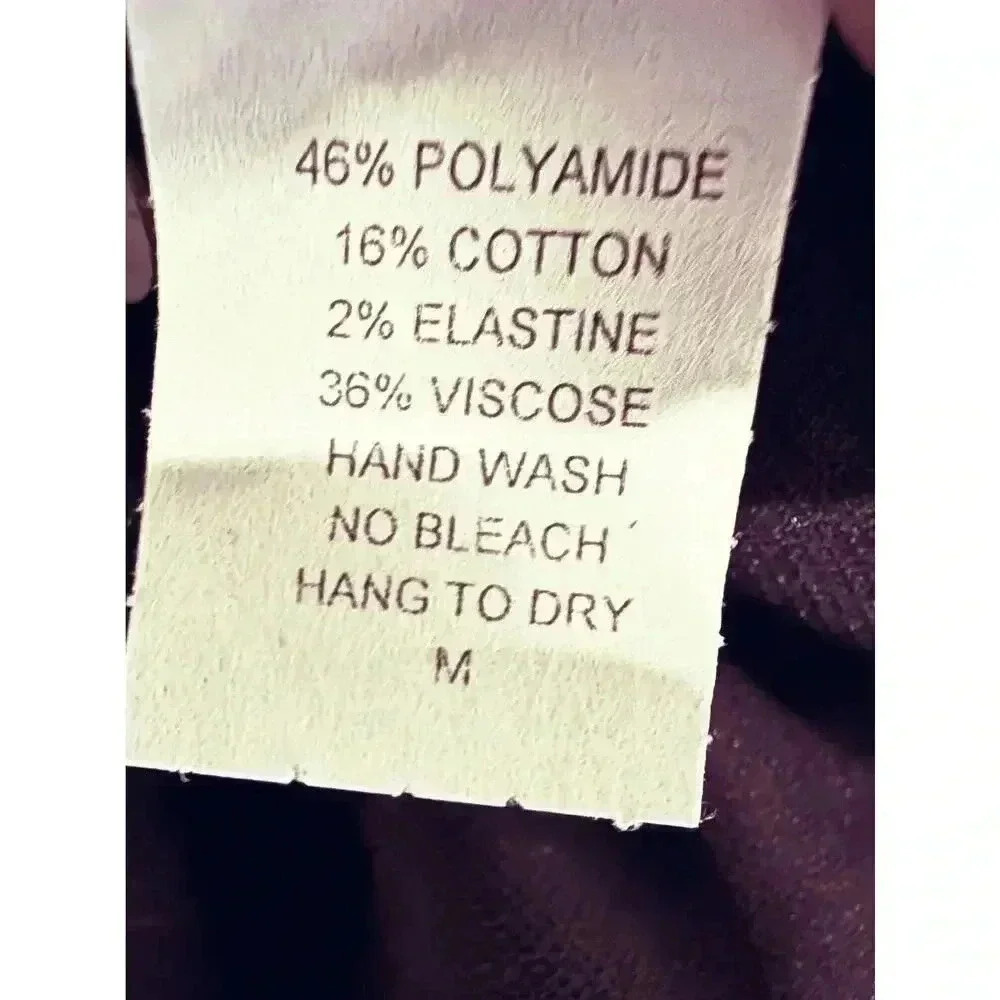 46% POLYAMIDE
16% COTTON
2% ELASTINE
36% VISCOSE
HAND WASH
NO BLEACH
HANG TO DRY
M